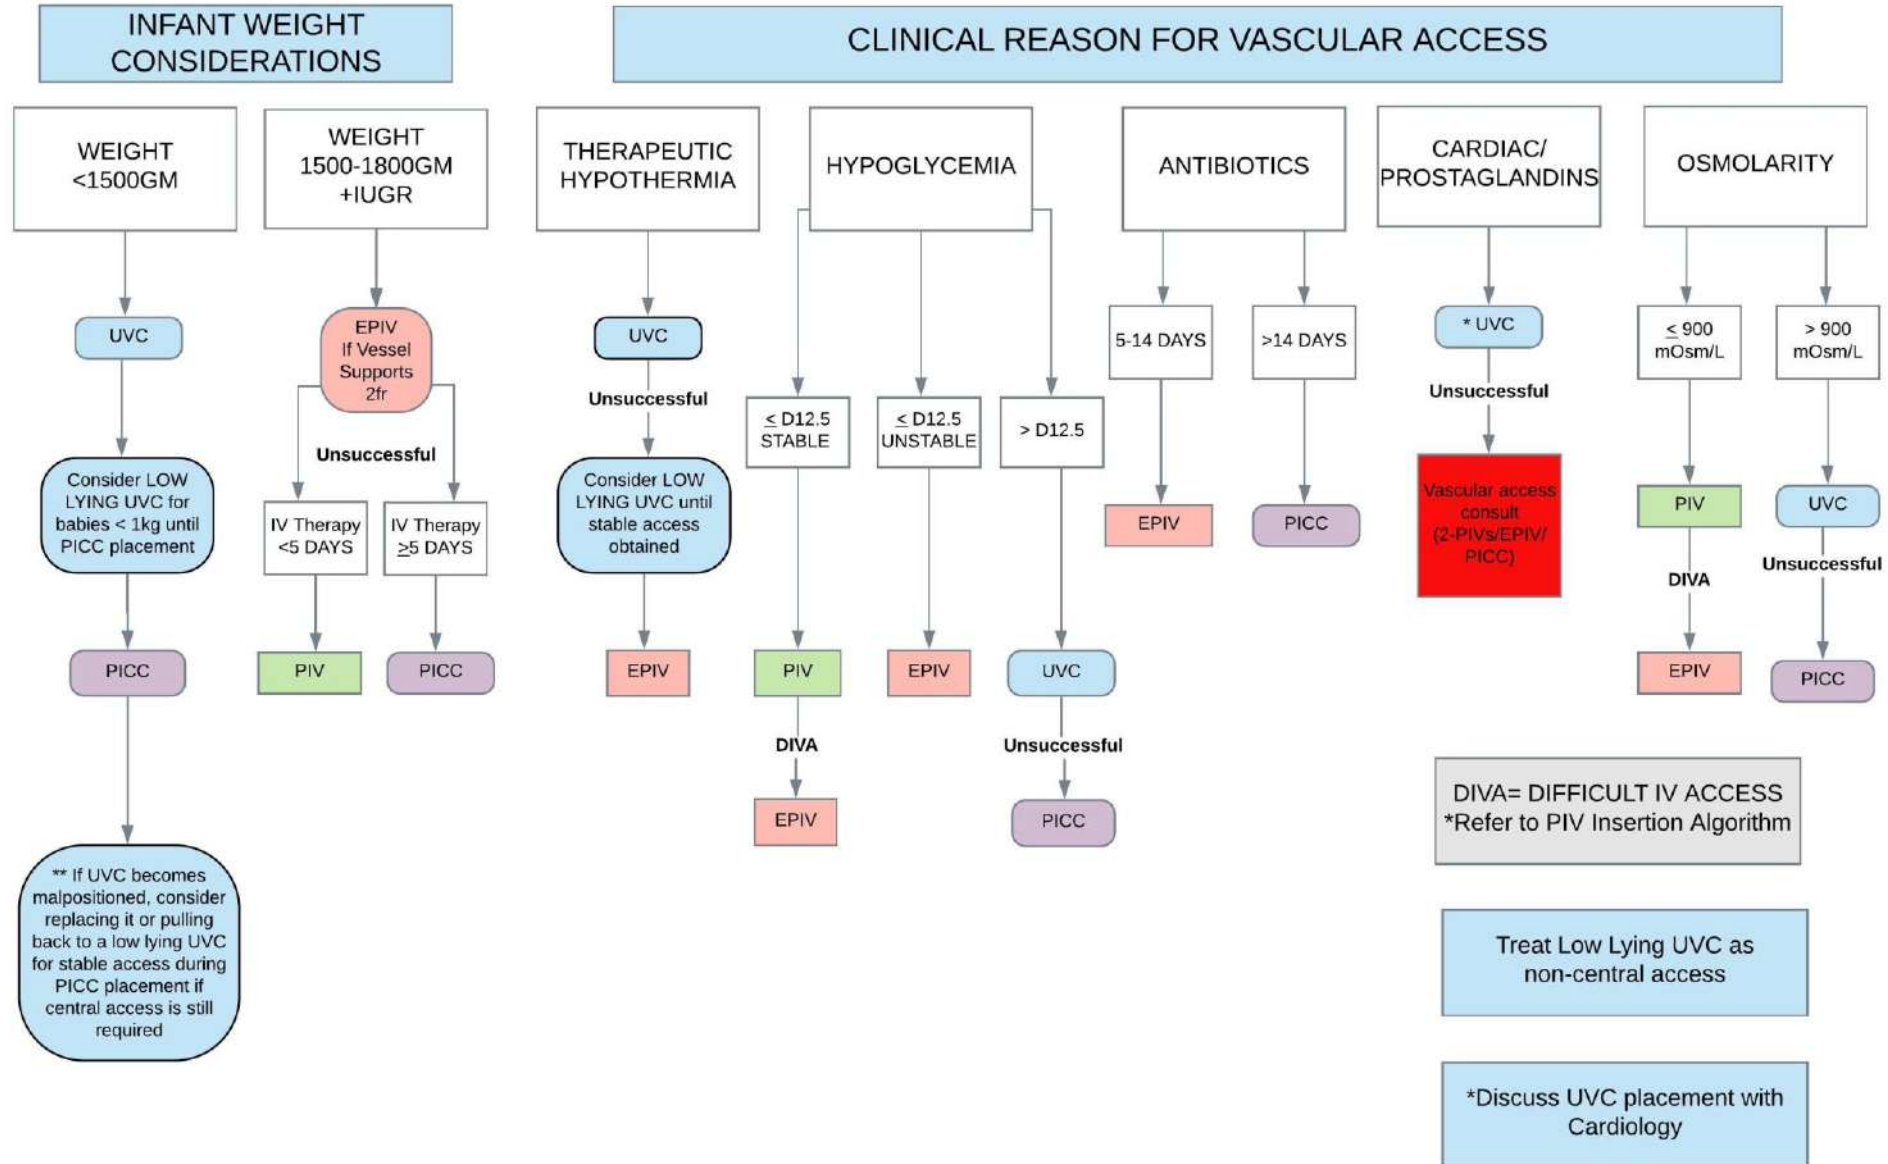 INFANT WEIGHT
CONSIDERATIONS
CLINICAL REASON FOR VASCULAR ACCESS
WEIGHT
<1500GM
WEIGHT
1500-1800GM
+IUGR
THERAPEUTIC
HYPOTHERMIA
HYPOGLYCEMIA
ANTIBIOTICS
CARDIAC/
PROSTAGLANDINS
OSMOLARITY
UVC
Consider LOW
LYING UVC for
babies < 1kg until
PICC placement
PICC
** If UVC becomes
malpositioned, consider
replacing it or pulling
back to a low lying UVC
for stable access during
PICC placement if
central access is still
required
EPIV
If Vessel
Supports
2fr
Unsuccessful
IV Therapy
<5 DAYS
IV Therapy
≥5 DAYS
PIV
PICC
UVC
Unsuccessful
Consider LOW
LYING UVC until
stable access
obtained
EPIV
≤ D12.5
STABLE
≤ D12.5
UNSTABLE
> D12.5
PIV
DIVA
EPIV
EPIV
UVC
Unsuccessful
PICC
5-14 DAYS
>14 DAYS
EPIV
PICC
* UVC
Unsuccessful
Vascular access
consult
(2-PIVs/EPIV/
PICC)
≤ 900
mOsm/L
> 900
mOsm/L
PIV
DIVA
EPIV
UVC
Unsuccessful
PICC
DIVA= DIFFICULT IV ACCESS
*Refer to PIV Insertion Algorithm
Treat Low Lying UVC as
non-central access
*Discuss UVC placement with
Cardiology